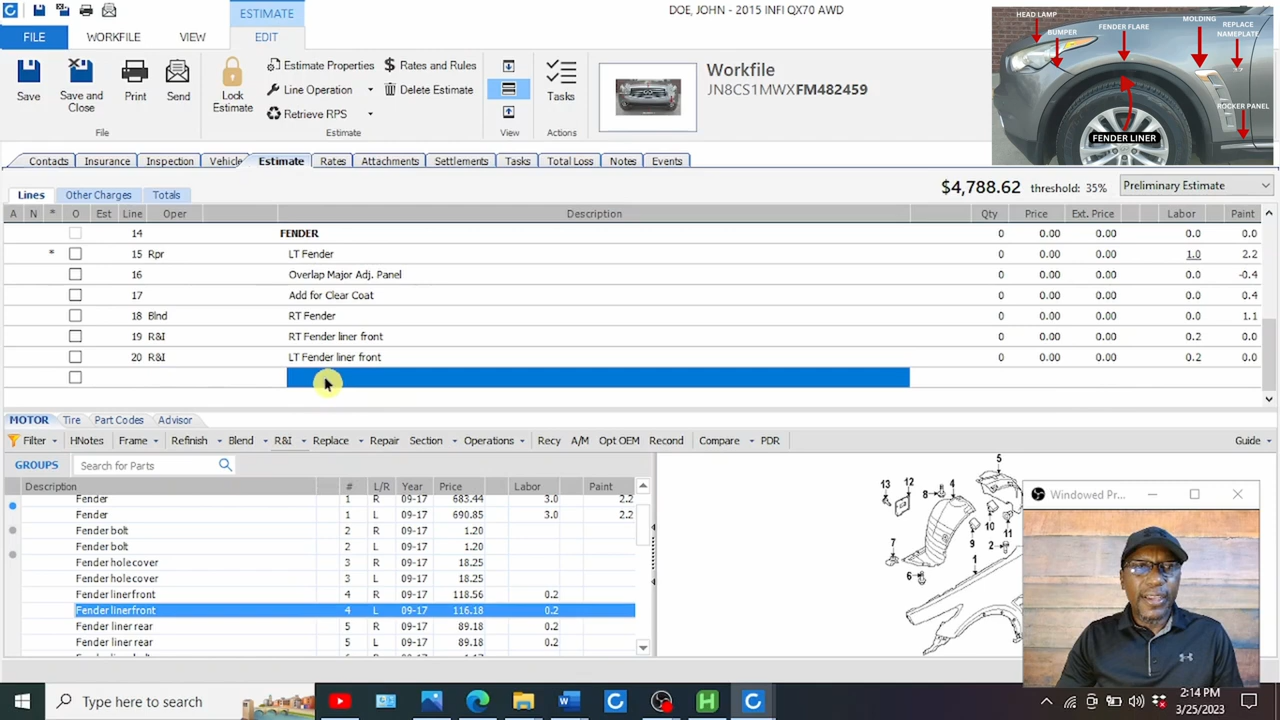 DOE, JOHN - 2015 INFI QX70 AWD
ESTIMATE
FILE WORKFILE VIEW EDIT
Save
Save and Close
Print
Send
File
Lock Estimate
Estimate Properties
Line Operation
Retrieve RPS
Rates and Rules
Delete Estimate
Estimate
View
Tasks
Actions
Workfile
JN8CS1MWXFM482459
HEAD LAMP
BUMPER
FENDER FLARE
MOLDING
REPLACE NAMEPLATE
ROCKER PANEL
FENDER LINER
Contacts Insurance Inspection Vehicle Estimate Rates Attachments Settlements Tasks Total Loss Notes Events
Lines Other Charges Totals
$4,788.62 threshold: 35% Preliminary Estimate
A N * O Est Line Oper Description Qty Price Ext. Price Labor Paint
14 FENDER 0 0.00 0.00 0.0 0.0
* 15 Rpr LT Fender 0 0.00 0.00 1.0 2.2
16 Overlap Major Adj. Panel 0 0.00 0.00 0.0 -0.4
17 Add for Clear Coat 0 0.00 0.00 0.0 0.4
18 Blnd RT Fender 0 0.00 0.00 0.0 1.1
19 R&I RT Fender liner front 0 0.00 0.00 0.2 0.0
20 R&I LT Fender liner front 0 0.00 0.00 0.2 0.0
MOTOR Tire Part Codes Advisor
Filter HNotes Frame Refinish Blend R&I Replace Repair Section Operations Recy A/M Opt OEM Recond Compare PDR Guide
GROUPS Search for Parts
Description # L/R Year Price Labor Paint
Fender 1 R 09-17 683.44 3.0 2.2
Fender 1 L 09-17 690.85 3.0 2.2
Fender bolt 2 R 09-17 1.20
Fender bolt 2 L 09-17 1.20
Fender hole cover 3 R 09-17 18.25
Fender hole cover 3 L 09-17 18.25
Fender liner front 4 R 09-17 118.56 0.2
Fender liner front 4 L 09-17 116.18 0.2
Fender liner rear 5 R 09-17 89.18 0.2
Fender liner rear 5 L 09-17 89.18 0.2
5
13 12 8 4
10 11
7 9 2
6 1
Windowed Pr...
Type here to search
2:14 PM
3/25/2023